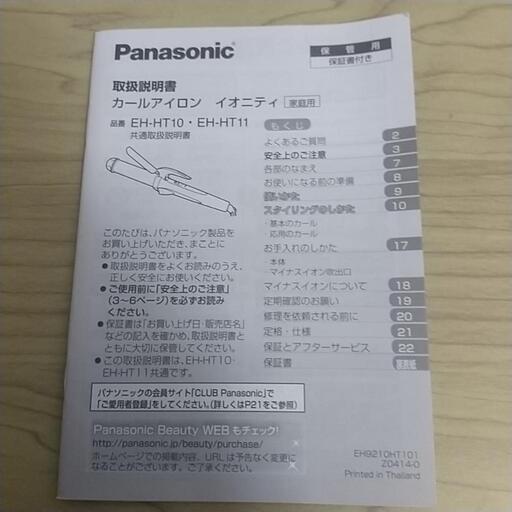 Panasonic
保管用
保証書付き
取扱説明書
カールアイロン イオニティ 家庭用
品番 EH-HT10・EH-HT11
共通取扱説明書
このたびは、パナソニック製品を
お買い上げいただき、まことに
ありがとうございます。
●取扱説明書をよくお読みのうえ、
正しく安全にお使いください。
●ご使用前に「安全上のご注意」
(3~6ページ)を必ずお読み
ください。
●保証書は「お買い上げ日・販売店名」
などの記入を確かめ、取扱説明書と
ともに大切に保管してください。
●この取扱説明書は、EH-HT10・
EH-HT11共通です。
もくじ
よくあるご質問 2
安全上のご注意 3
各部のなまえ 7
お使いになる前の準備 8
使いかた 9
スタイリングのしかた 10
・基本のカール
・応用のカール
お手入れのしかた 17
・本体
・マイナスイオン吹出口
マイナスイオンについて 18
定期確認のお願い 19
修理を依頼される前に 20
定格・仕様 21
保証とアフターサービス 22
保証書 裏表紙
パナソニックの会員サイト「CLUB Panasonic」で
「ご愛用者登録」をしてください。(詳しくはP21をご参照)
Panasonic Beauty WEB もチェック!
http://panasonic.jp/beauty/purchase/
ホームページでの掲載内容、URL は予告なく変更に
なることがございます。ご了承ください。
EH9210HT101
Z0414-0
Printed in Thailand